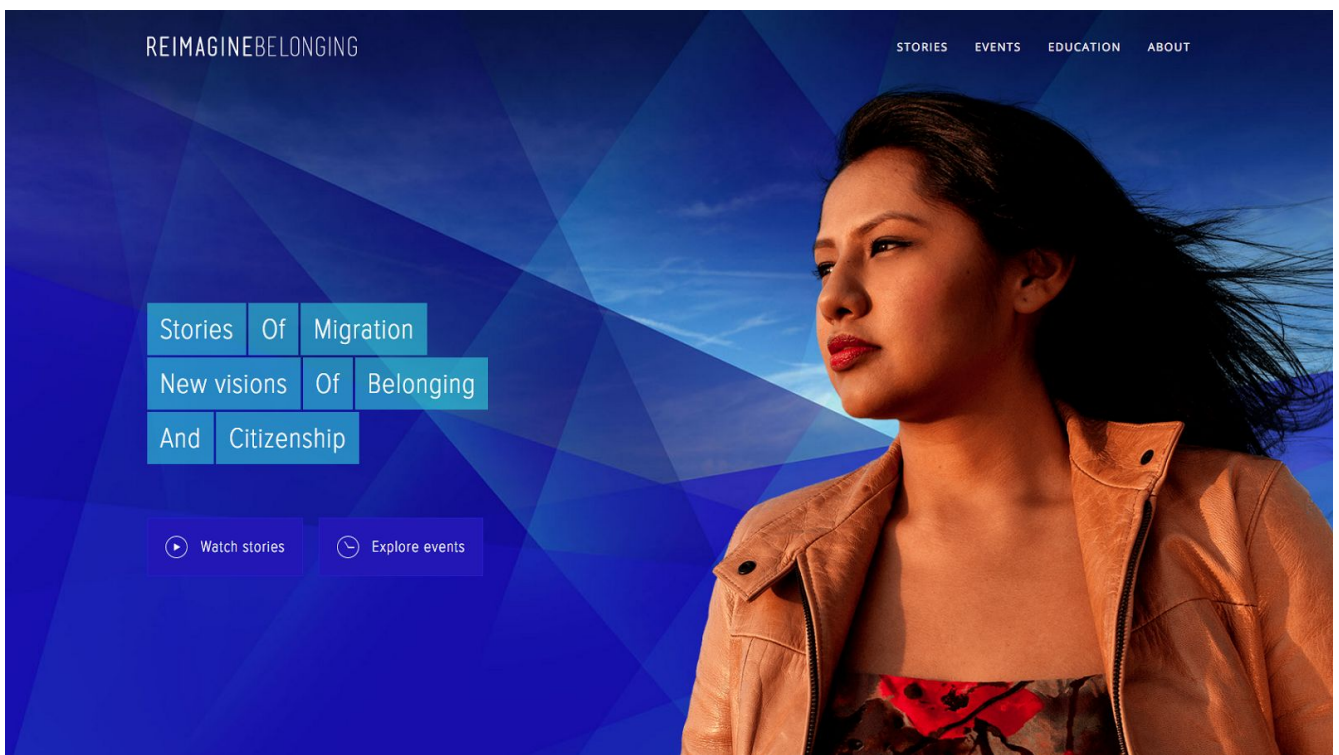 REIMAGINEBELONGING
STORIES EVENTS EDUCATION ABOUT
Stories Of Migration
New visions Of Belonging
And Citizenship
Watch stories
Explore events